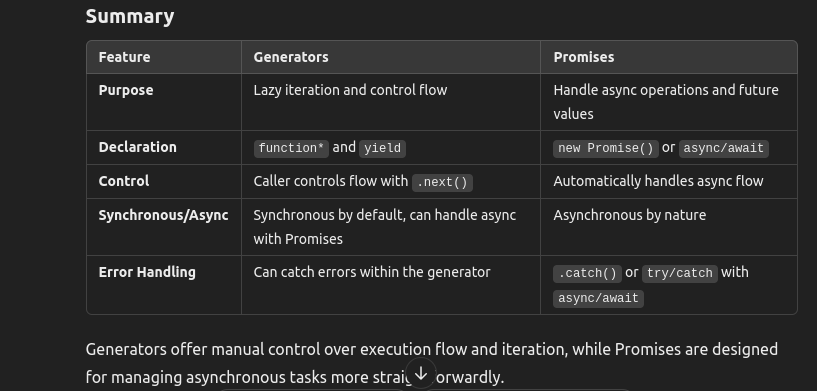 Summary
Feature Generators Promises
Purpose Lazy iteration and control flow Handle async operations and future
values
Declaration function* and yield new Promise() or async/await
Control Caller controls flow with .next() Automatically handles async flow
Synchronous/Async Synchronous by default, can handle async Asynchronous by nature
with Promises
Error Handling Can catch errors within the generator .catch() or try/catch with
async/await
Generators offer manual control over execution flow and iteration, while Promises are designed
for managing asynchronous tasks more